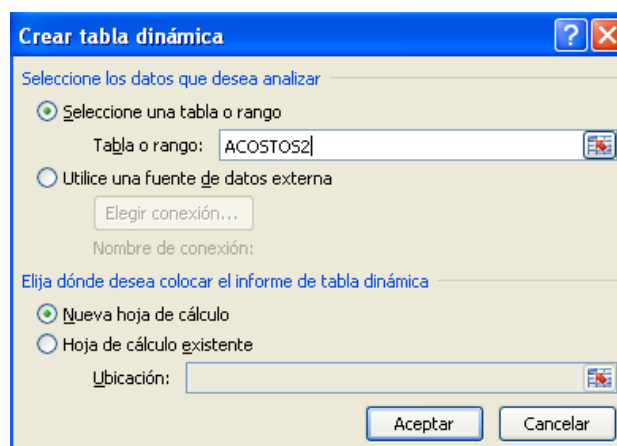 Crear tabla dinámica
Seleccione los datos que desea analizar
Seleccione una tabla o rango
Tabla o rango: ACOSTOS2
Utilice una fuente de datos externa
Elegir conexión...
Nombre de conexión:
Elija dónde desea colocar el informe de tabla dinámica
Nueva hoja de cálculo
Hoja de cálculo existente
Ubicación:
Aceptar Cancelar